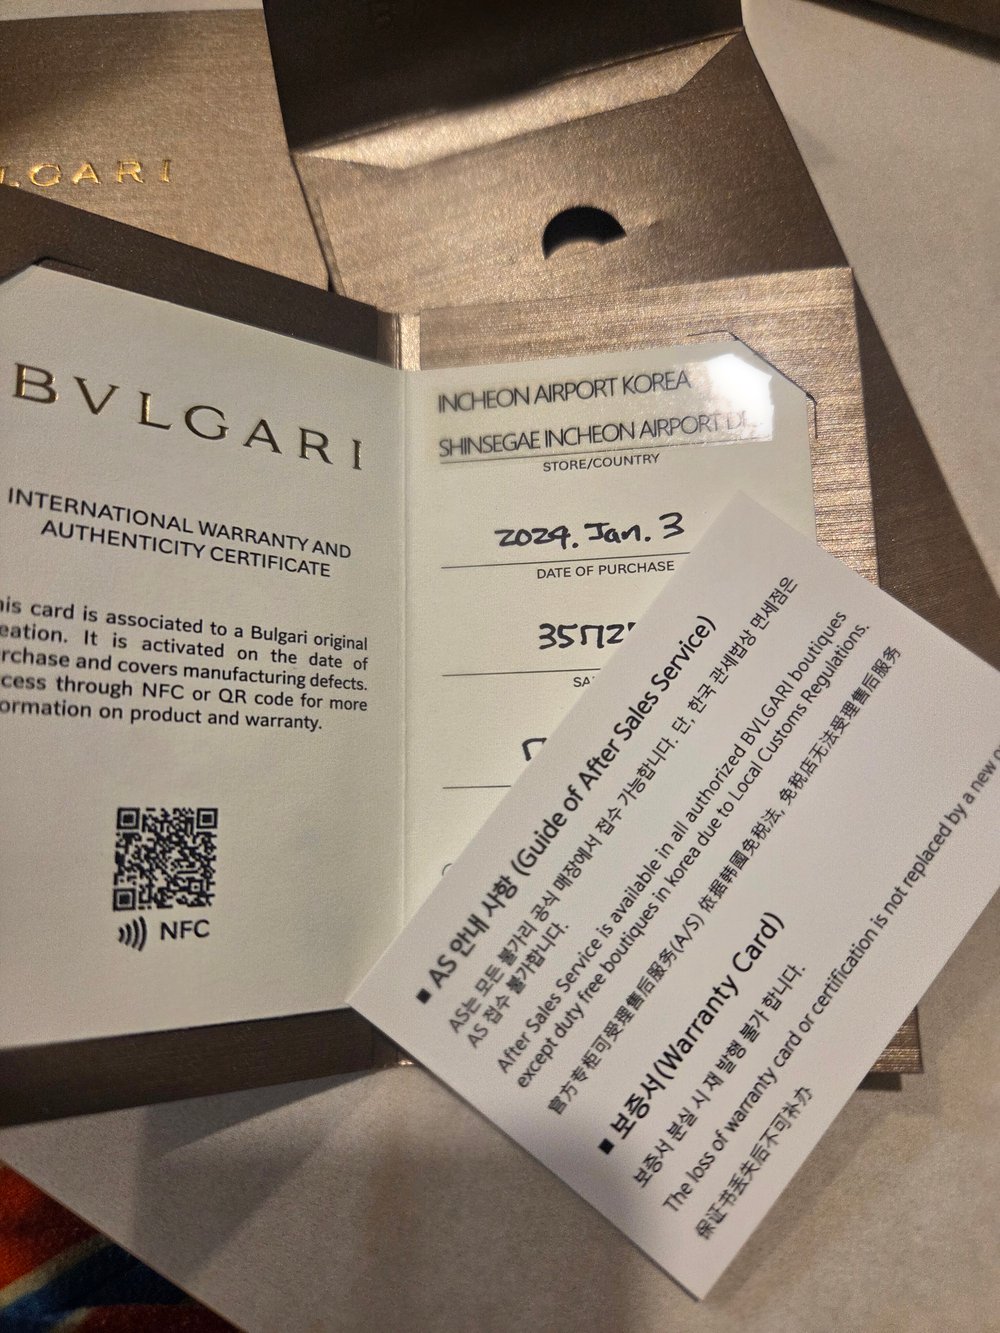 LGARI
BVLGARI
INTERNATIONAL WARRANTY AND
AUTHENTICITY CERTIFICATE
his card is associated to a Bulgari original
eation. It is activated on the date of
rchase and covers manufacturing defects.
cess through NFC or QR code for more
ormation on product and warranty.
NFC
INCHEON AIRPORT KOREA
SHINSEGAE INCHEON AIRPORT
STORE/COUNTRY
2024. Jan. 3
DATE OF PURCHASE
SA
■ AS 안내 사항 (Guide of After Sales Service)
AS는 모든 불가리 공식 매장에서 접수 가능합니다. 단, 한국 관세법상 면세점은
AS 접수 불가합니다.
After Sales Service is available in all authorized BVLGARI boutiques
except duty free boutiques in korea due to Local Customs Regulations.
官方专柜可受理售后服务(A/S) 依据韩國免税法, 免税店无法受理售后服务
■ 보증서(Warranty Card)
보증서 분실 시 재 발행 불가 합니다.
The loss of warranty card or certification is not replaced by a new
保证书丢失后不可补办